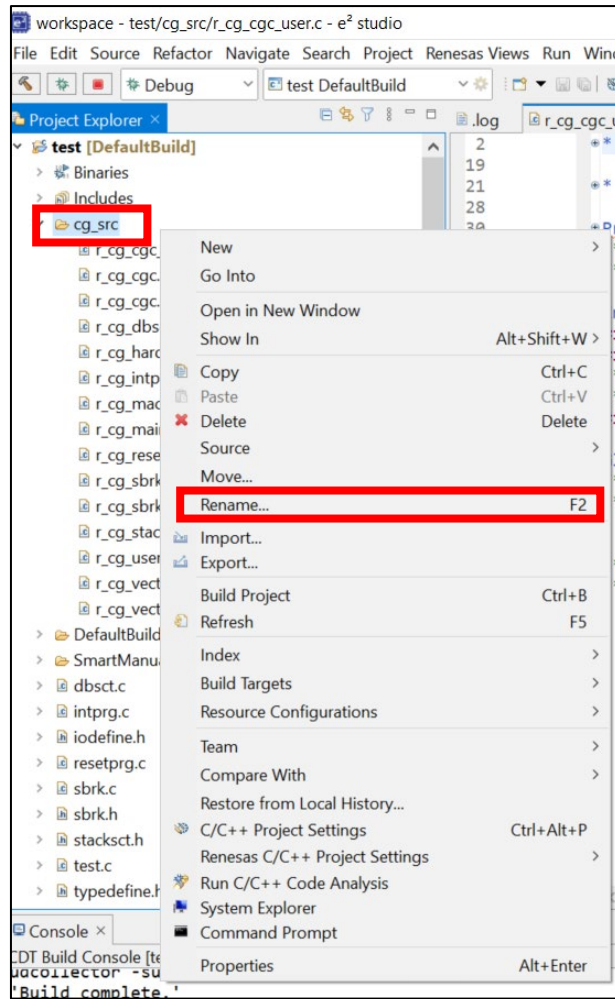 workspace - test/cg_src/r_cg_cgc_user.c - e² studio
File Edit Source Refactor Navigate Search Project Renesas Views Run
Debug test DefaultBuild
Project Explorer .log
test [DefaultBuild] 2
Binaries 19
Includes 21
28
cg_src 30
r_cg_cgc_
r_cg_cgc.
r_cg_cgc.
r_cg_dbs
r_cg_hard
r_cg_intp
r_cg_mac
r_cg_mai
r_cg_rese
r_cg_sbrk
r_cg_sbrk
r_cg_stac
r_cg_user
r_cg_vect
r_cg_vect
DefaultBuild
SmartManu
dbsct.c
intprg.c
iodefine.h
resetprg.c
sbrk.c
sbrk.h
stacksct.h
test.c
typedefine.h
New
Go Into
Open in New Window
Show In Alt+Shift+W >
Copy Ctrl+C
Paste Ctrl+V
Delete Delete
Source
Move...
Rename... F2
Import...
Export...
Build Project Ctrl+B
Refresh F5
Index
Build Targets
Resource Configurations
Team
Compare With
Restore from Local History...
C/C++ Project Settings Ctrl+Alt+P
Renesas C/C++ Project Settings
Run C/C++ Code Analysis
System Explorer
Command Prompt
Properties Alt+Enter
Console
CDT Build Console
'Build complete.'